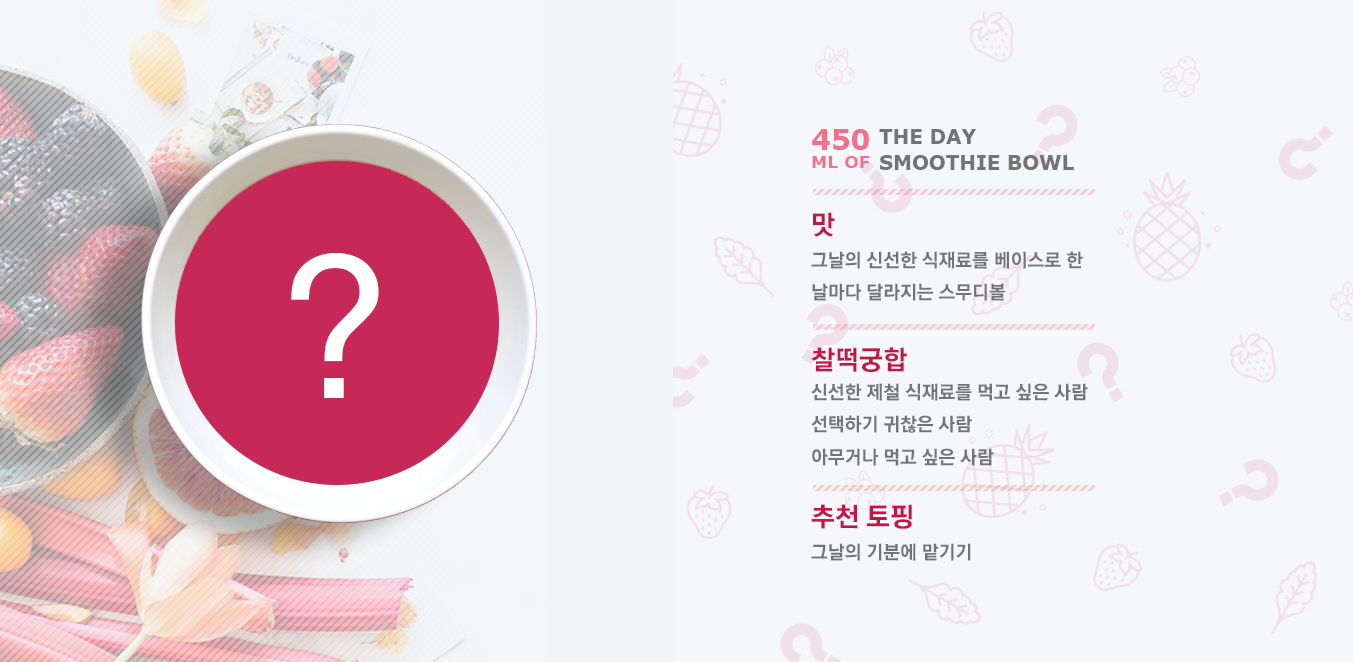 ?
450 THE DAY
ML OF SMOOTHIE BOWL
맛
그날의 신선한 식재료를 베이스로 한
날마다 달라지는 스무디볼
찰떡궁합
신선한 제철 식재료를 먹고 싶은 사람
선택하기 귀찮은 사람
아무거나 먹고 싶은 사람
추천 토핑
그날의 기분에 맡기기